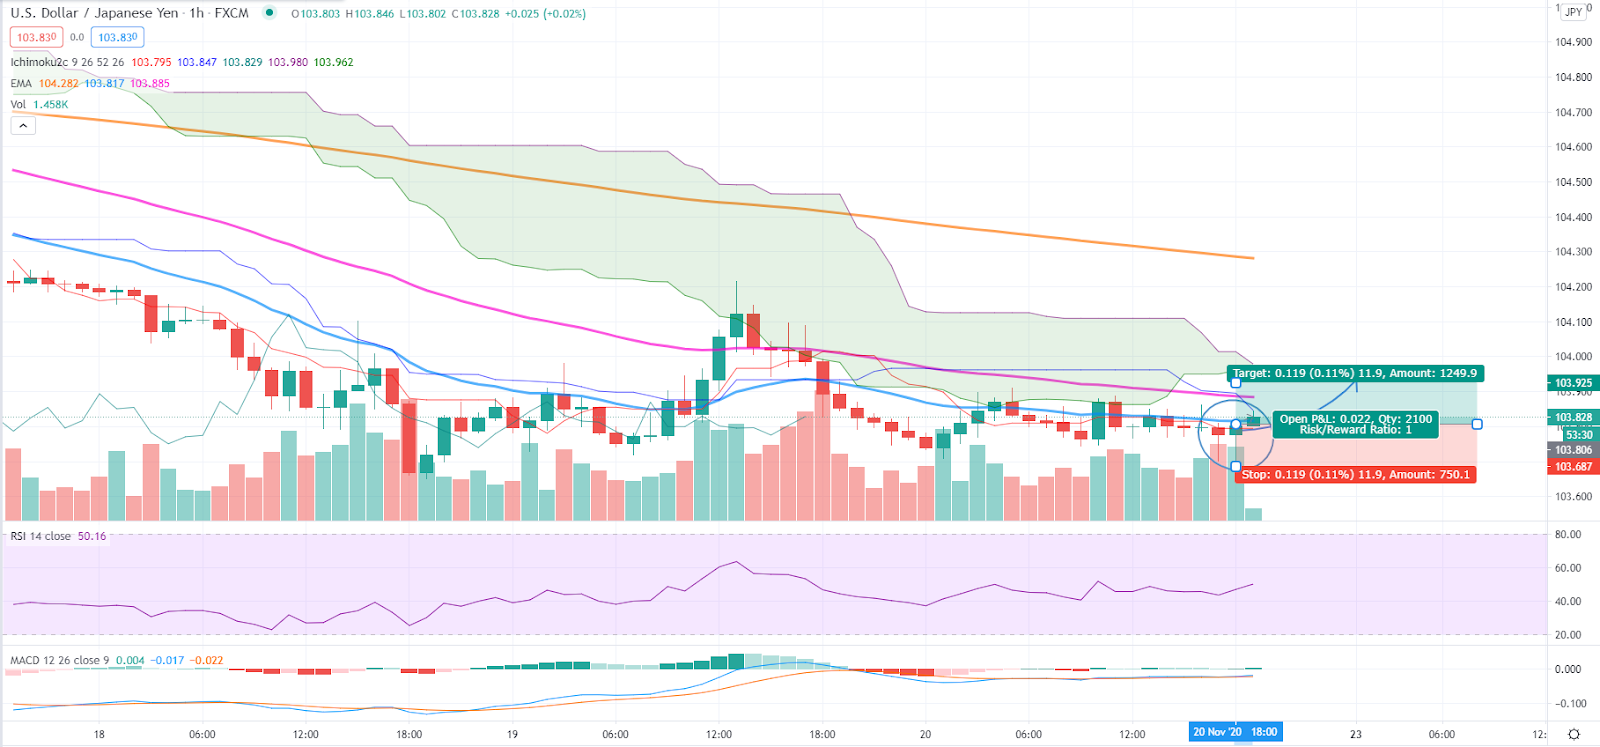 U.S. Dollar / Japanese Yen · 1h · FXCM O103.803 H103.846 L103.802 C103.828 +0.025 (+0.02%)
JPY
103.830 0.0 103.830
Ichimoku2c 9 26 52 26 103.795 103.847 103.829 103.980 103.962
EMA 104.282 103.817 103.885
Vol 1.458K
104.900
104.800
104.700
104.600
104.500
104.400
104.300
104.200
104.100
104.000
103.900
103.925
103.828
53:30
103.806
103.687
103.600
Target: 0.119 (0.11%) 11.9, Amount: 1249.9
Open P&L: 0.022, Qty: 2100
Risk/Reward Ratio: 1
Stop: 0.119 (0.11%) 11.9, Amount: 750.1
RSI 14 close 50.16
80.00
60.00
40.00
20.00
MACD 12 26 close 9 0.004 −0.017 −0.022
0.000
−0.100
18 06:00 12:00 18:00 19 06:00 12:00 18:00 20 06:00 12:00 20 Nov '20 18:00 23 06:00 12: